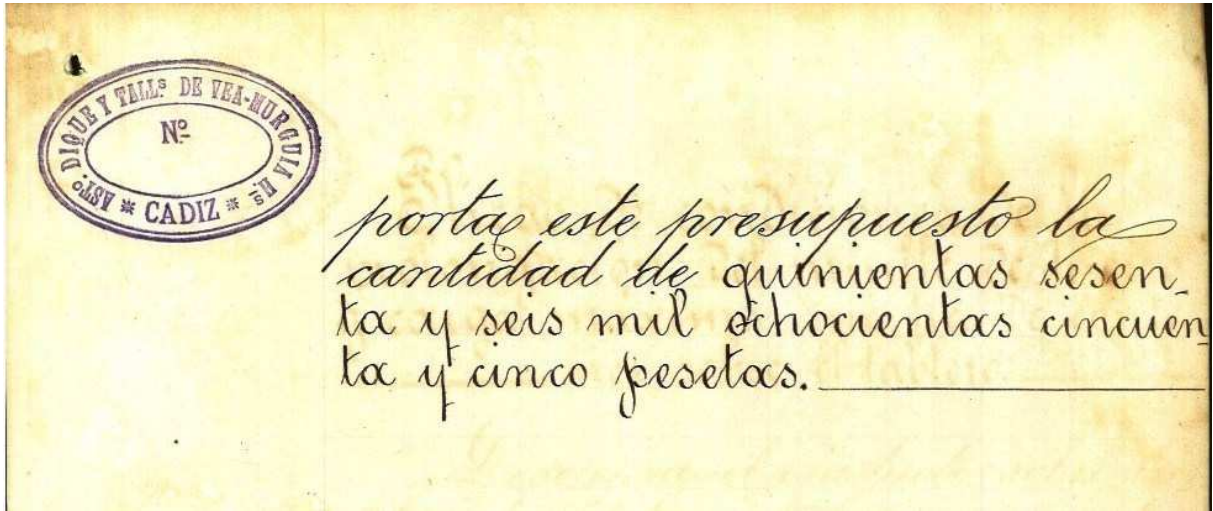 ASTº. DIQUE Y TALLˢ DE VEA-MURGUIA Hˢ
Nº
* CADIZ *
porta este presupuesto la
cantidad de quinientas sesen-
ta y seis mil ochocientas cincuen
ta y cinco pesetas.